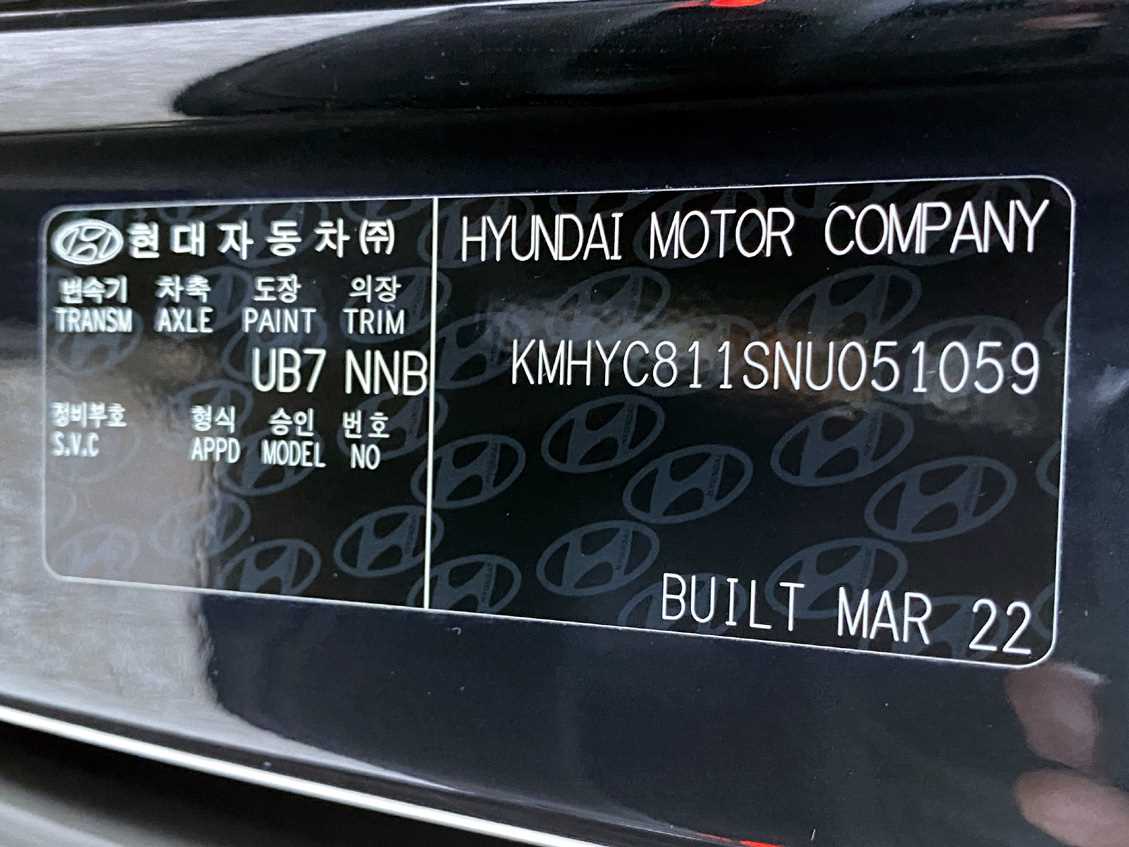 현대자동차(주)
변속기 차축 도장 의장
TRANSM AXLE PAINT TRIM
UB7 NNB
정비부호 형식 승인 번호
S.V.C APPD MODEL NO
HYUNDAI MOTOR COMPANY
KMHYC811SNU051059
BUILT MAR 22